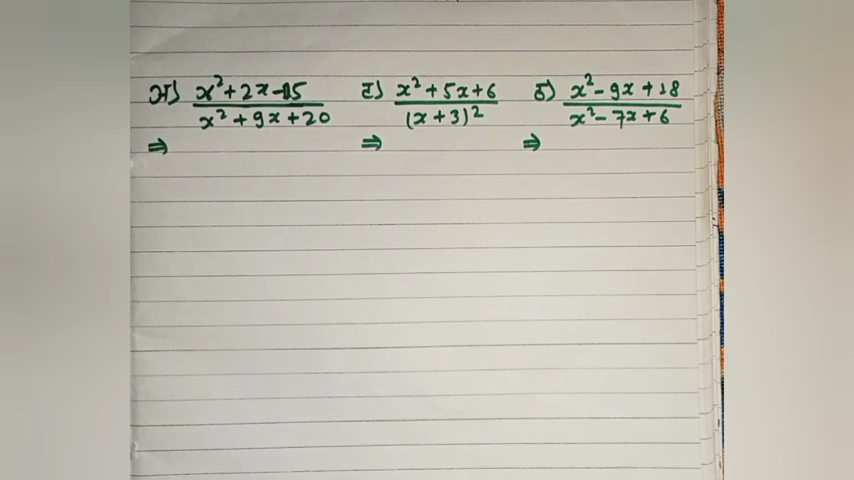 ञ) x²+2x-15 / x²+9x+20 ट) x²+5x+6 / (x+3)² ठ) x²-9x+18 / x²-7x+6
⇒ ⇒ ⇒